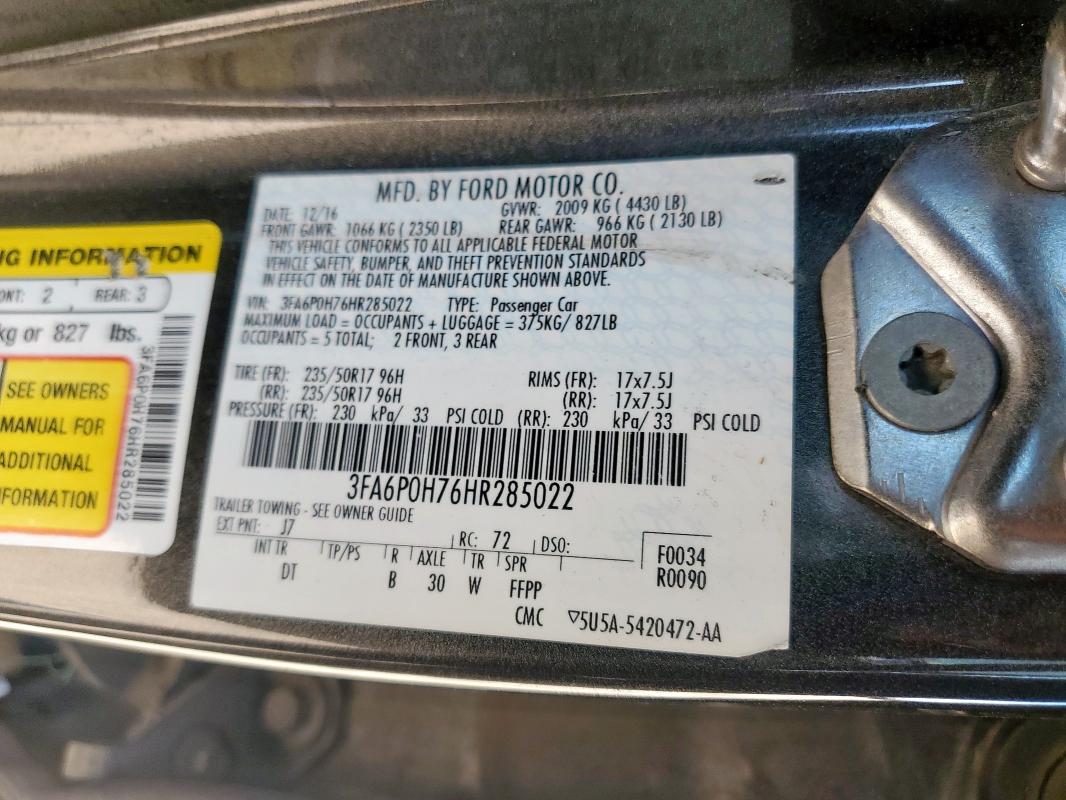 NG INFORMATION
ONT: 2 REAR: 3
kg or 827 lbs.
SEE OWNERS
MANUAL FOR
ADDITIONAL
INFORMATION
3FA6P0H76HR285022
MFD. BY FORD MOTOR CO.
DATE: 12/16 GVWR: 2009 KG ( 4430 LB)
FRONT GAWR: 1066 KG ( 2350 LB) REAR GAWR: 966 KG ( 2130 LB)
THIS VEHICLE CONFORMS TO ALL APPLICABLE FEDERAL MOTOR
VEHICLE SAFETY, BUMPER, AND THEFT PREVENTION STANDARDS
IN EFFECT ON THE DATE OF MANUFACTURE SHOWN ABOVE.
VIN: 3FA6P0H76HR285022 TYPE: Passenger Car
MAXIMUM LOAD = OCCUPANTS + LUGGAGE = 375KG/ 827LB
OCCUPANTS = 5 TOTAL; 2 FRONT, 3 REAR
TIRE (FR): 235/50R17 96H RIMS (FR): 17x7.5J
(RR): 235/50R17 96H (RR): 17x7.5J
PRESSURE (FR): 230 kPa/ 33 PSI COLD (RR): 230 kPa/ 33 PSI COLD
3FA6P0H76HR285022
TRAILER TOWING - SEE OWNER GUIDE
EXT PNT: J7 RC: 72 DSO: F0034
INT TR TP/PS R AXLE TR SPR R0090
DT B 30 W FFPP
CMC ▽5U5A-5420472-AA